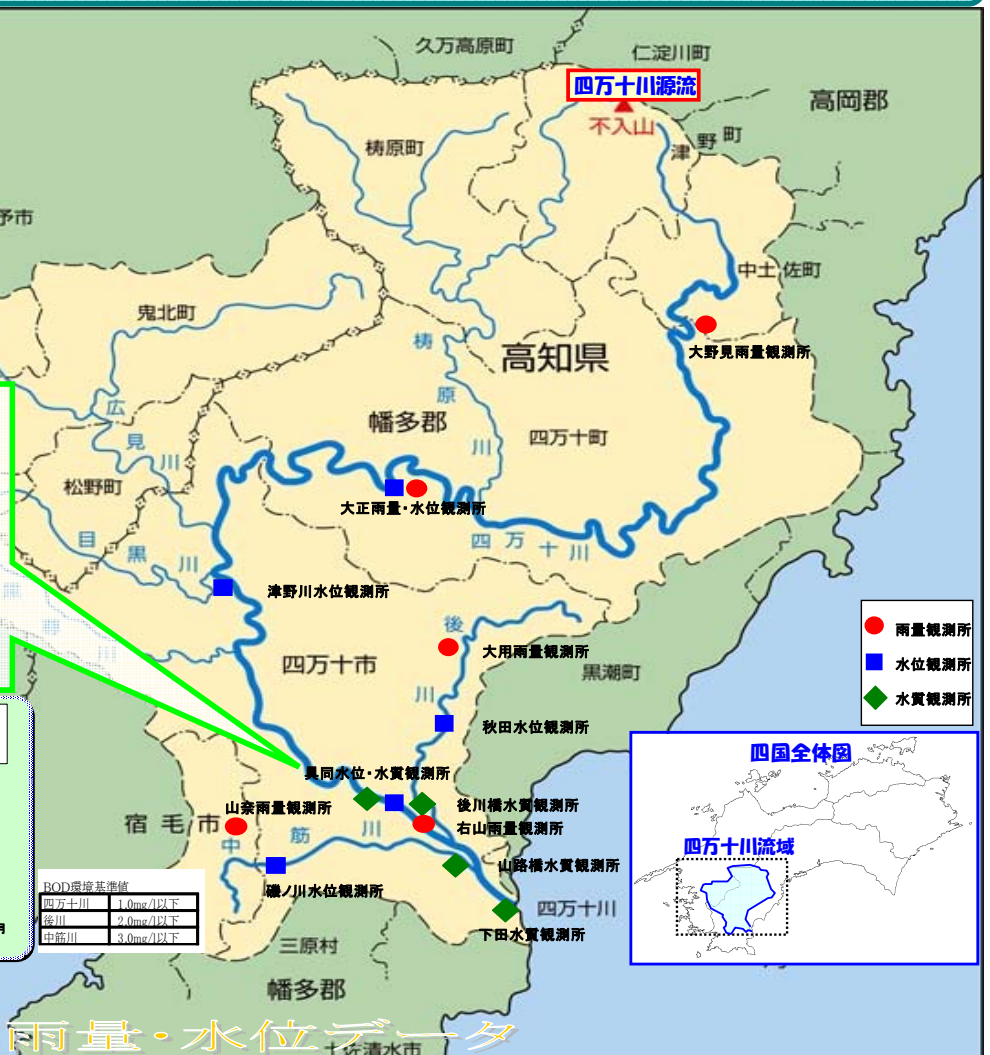 久万高原町
仁淀川町
四万十川源流
不入山
高岡郡
津野町
梼原町
予市
中土佐町
鬼北町
大野見雨量観測所
高知県
梼原川
広見川
幡多郡
四万十町
松野町
大正雨量・水位観測所
四万十川
目黒川
津野川水位観測所
後川
大用雨量観測所
四万十市
黒潮町
雨量観測所
水位観測所
水質観測所
秋田水位観測所
四国全体図
具同水位・水質観測所
山奈雨量観測所
後川橋水質観測所
宿毛市
右山雨量観測所
中筋川
四万十川流域
山路橋水質観測所
磯ノ川水位観測所
BOD環境基準値
四万十川 1.0mg/l以下
後川 2.0mg/l以下
中筋川 3.0mg/l以下
四万十川
下田水質観測所
月
三原村
幡多郡
雨量・水位データ
土佐清水市